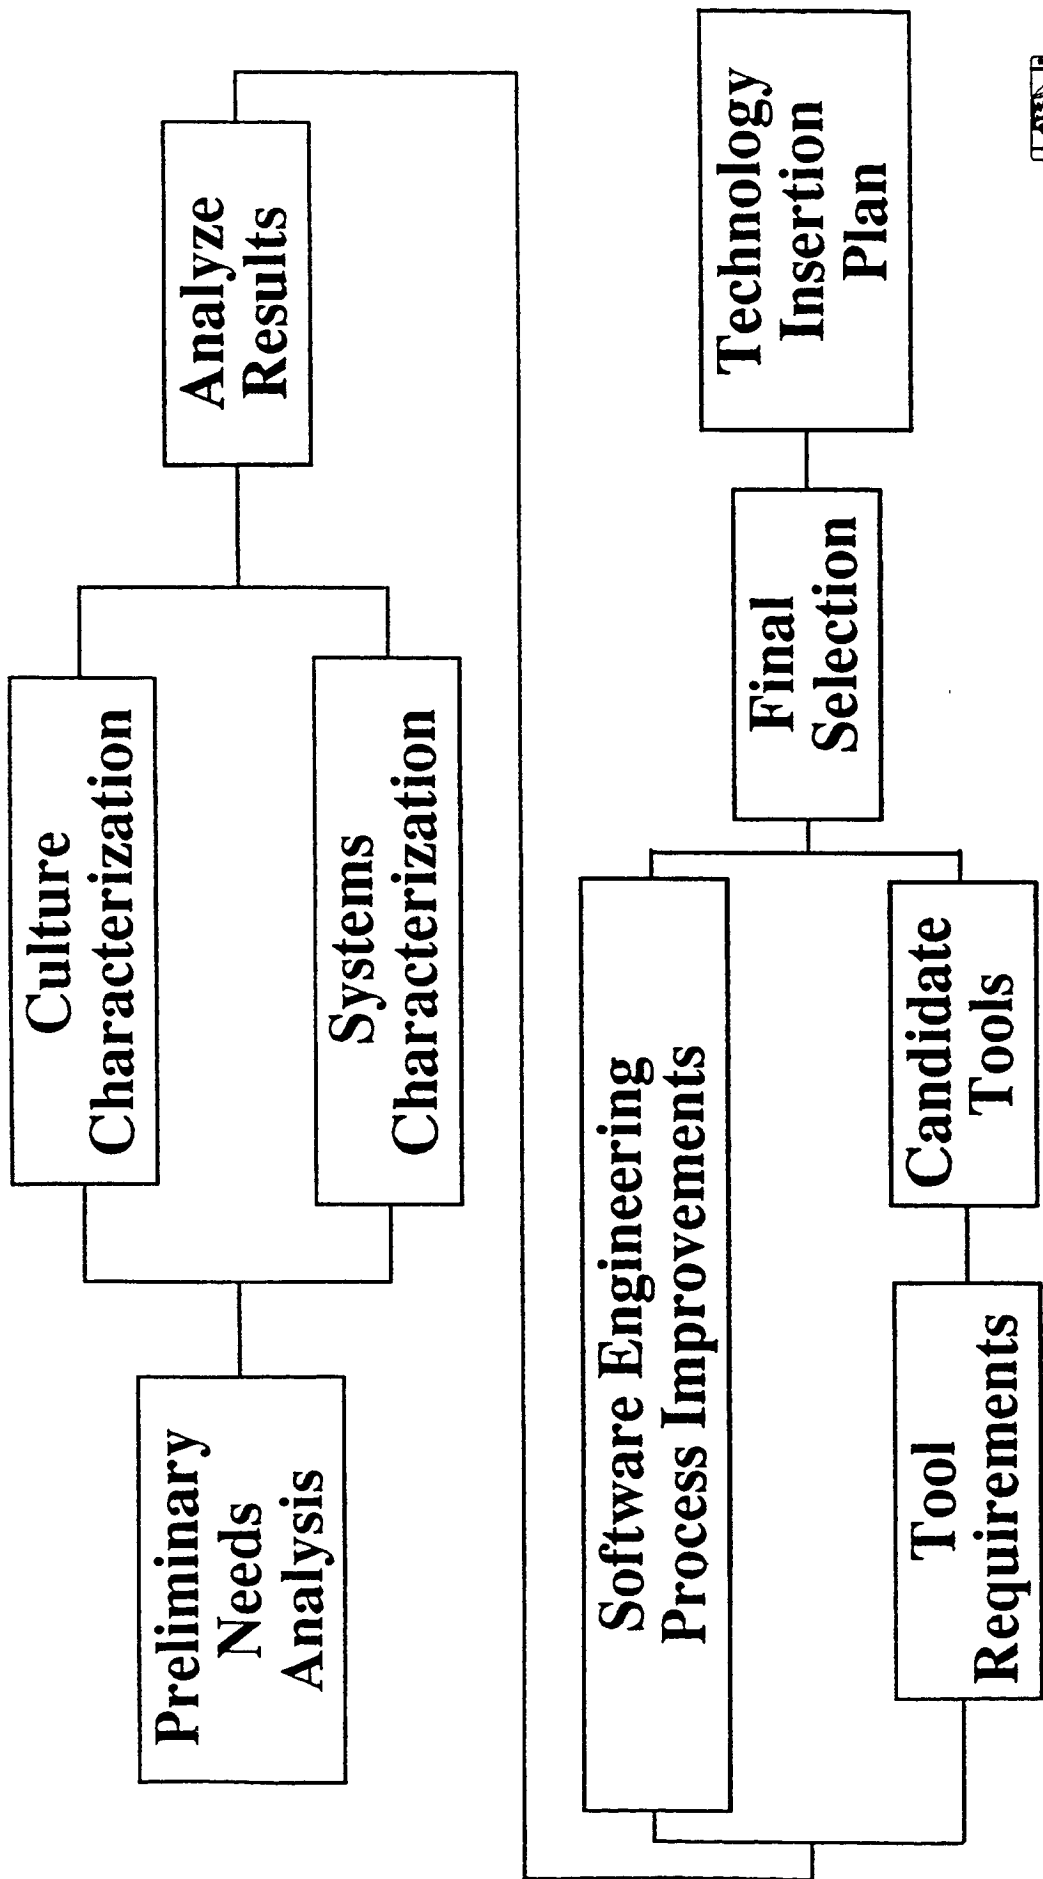 Preliminary
Needs
Analysis
Culture
Characterization
Systems
Characterization
Analyze
Results
Software Engineering
Process Improvements
Tool
Requirements
Candidate
Tools
Final
Selection
Technology
Insertion
Plan